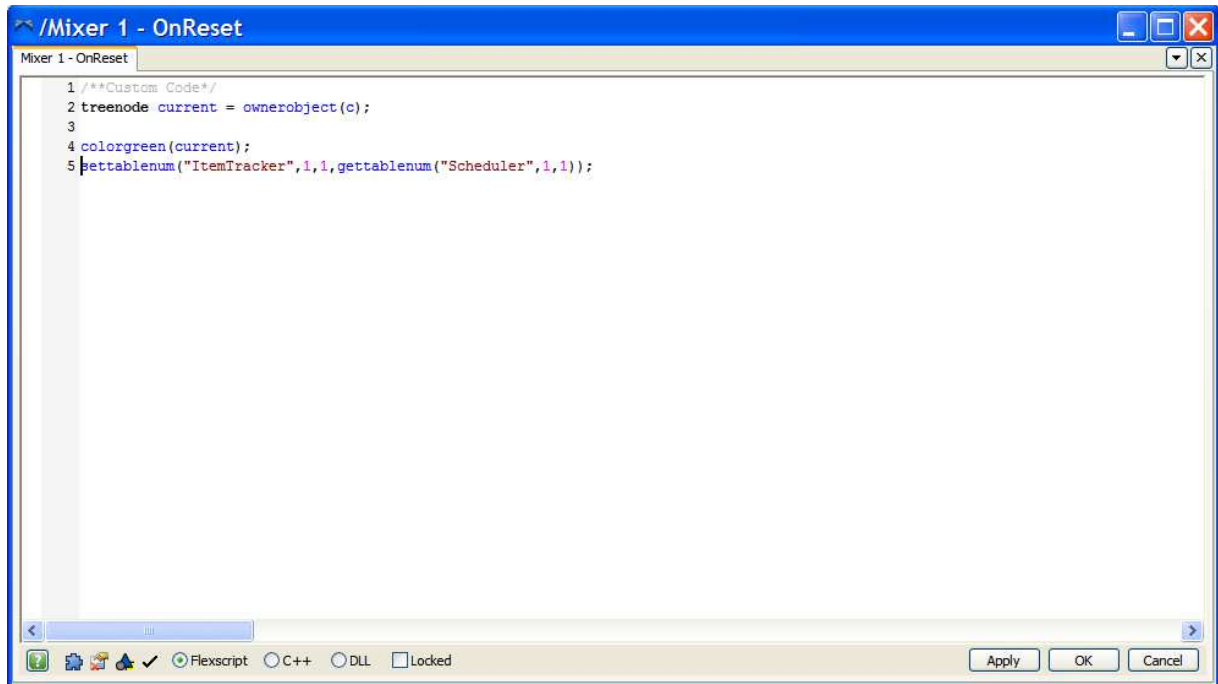 /Mixer 1 - OnReset
Mixer 1 - OnReset
1 /**Custom Code*/
2 treenode current = ownerobject(c);
3
4 colorgreen(current);
5 settablenum("ItemTracker",1,1,gettablenum("Scheduler",1,1));
Flexscript C++ DLL Locked Apply OK Cancel